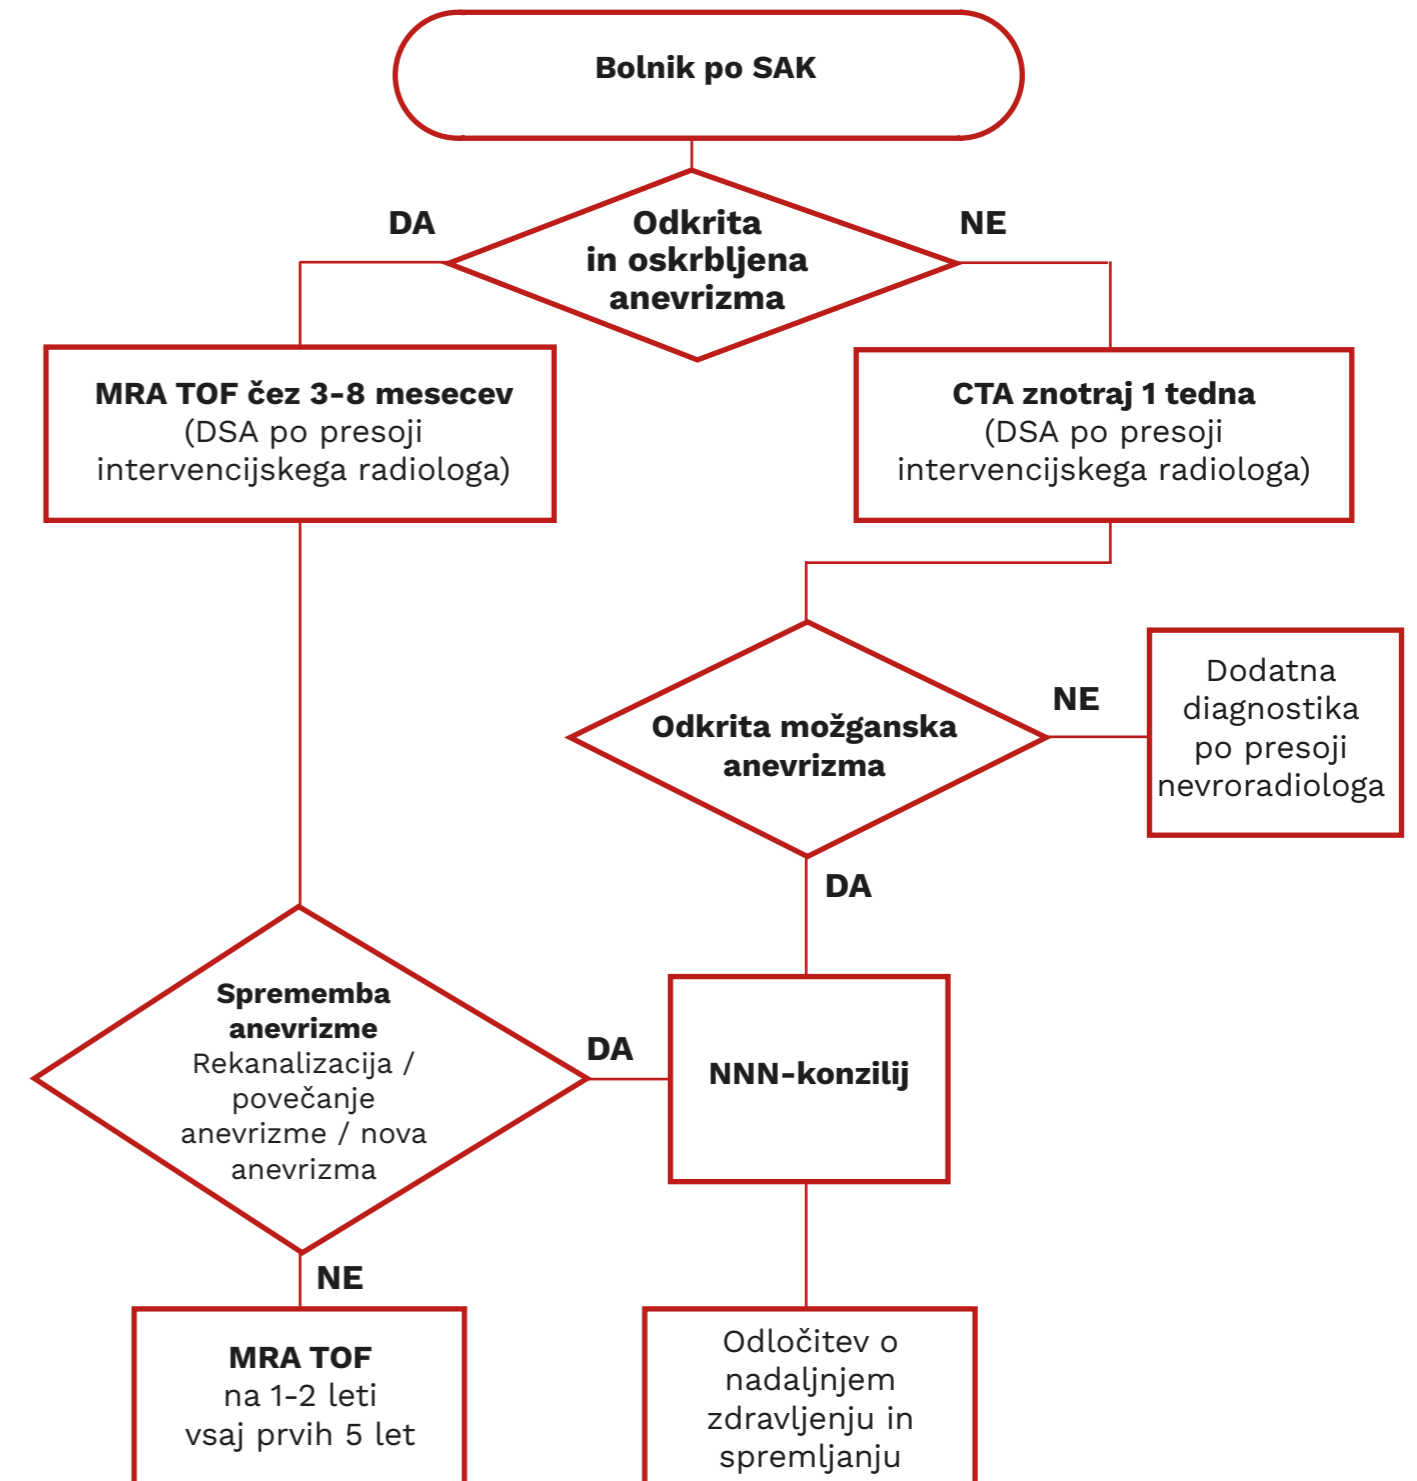 Bolnik po SAK
DA
Odkrita
in oskrbljena
anevrizma
NE
MRA TOF čez 3-8 mesecev
(DSA po presoji
intervencijskega radiologa)
CTA znotraj 1 tedna
(DSA po presoji
intervencijskega radiologa)
Odkrita možganska
anevrizma
NE
Dodatna
diagnostika
po presoji
nevroradiologa
DA
Sprememba
anevrizme
Rekanalizacija /
povečanje
anevrizme / nova
anevrizma
DA
NNN-konzilij
NE
MRA TOF
na 1-2 leti
vsaj prvih 5 let
Odločitev o
nadaljnjem
zdravljenju in
spremljanju